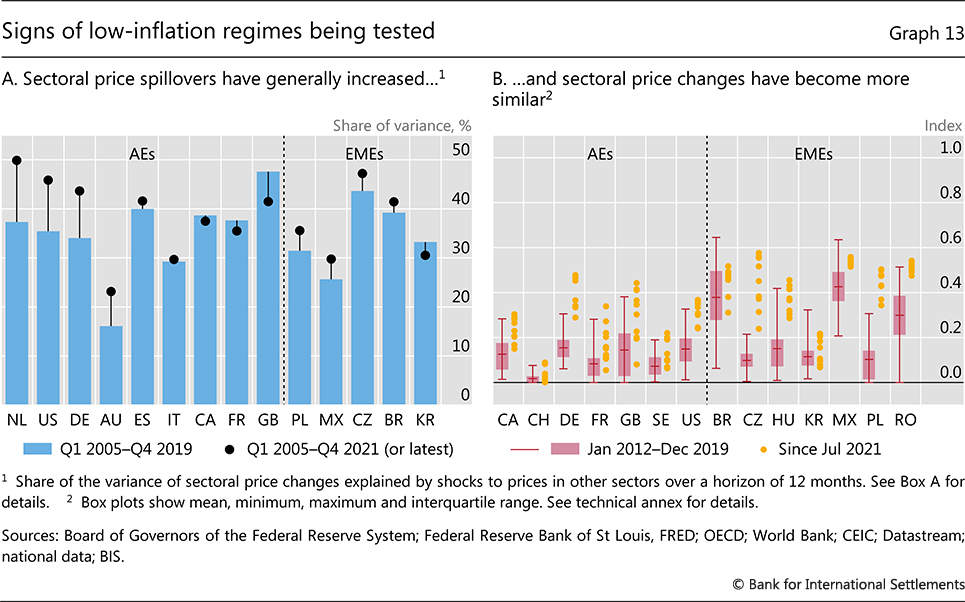 Signs of low-inflation regimes being tested
Graph 13
A. Sectoral price spillovers have generally increased…1
B. …and sectoral price changes have become more
similar2
Share of variance, %
AEs
EMEs
50
40
30
20
10
0
NL US DE AU ES IT CA FR GB PL MX CZ BR KR
Q1 2005–Q4 2019
Q1 2005–Q4 2021 (or latest)
Index
AEs
EMEs
1.0
0.8
0.6
0.4
0.2
0.0
CA CH DE FR GB SE US BR CZ HU KR MX PL RO
Jan 2012–Dec 2019
Since Jul 2021
1 Share of the variance of sectoral price changes explained by shocks to prices in other sectors over a horizon of 12 months. See Box A for
details. 2 Box plots show mean, minimum, maximum and interquartile range. See technical annex for details.
Sources: Board of Governors of the Federal Reserve System; Federal Reserve Bank of St Louis, FRED; OECD; World Bank; CEIC; Datastream;
national data; BIS.
© Bank for International Settlements